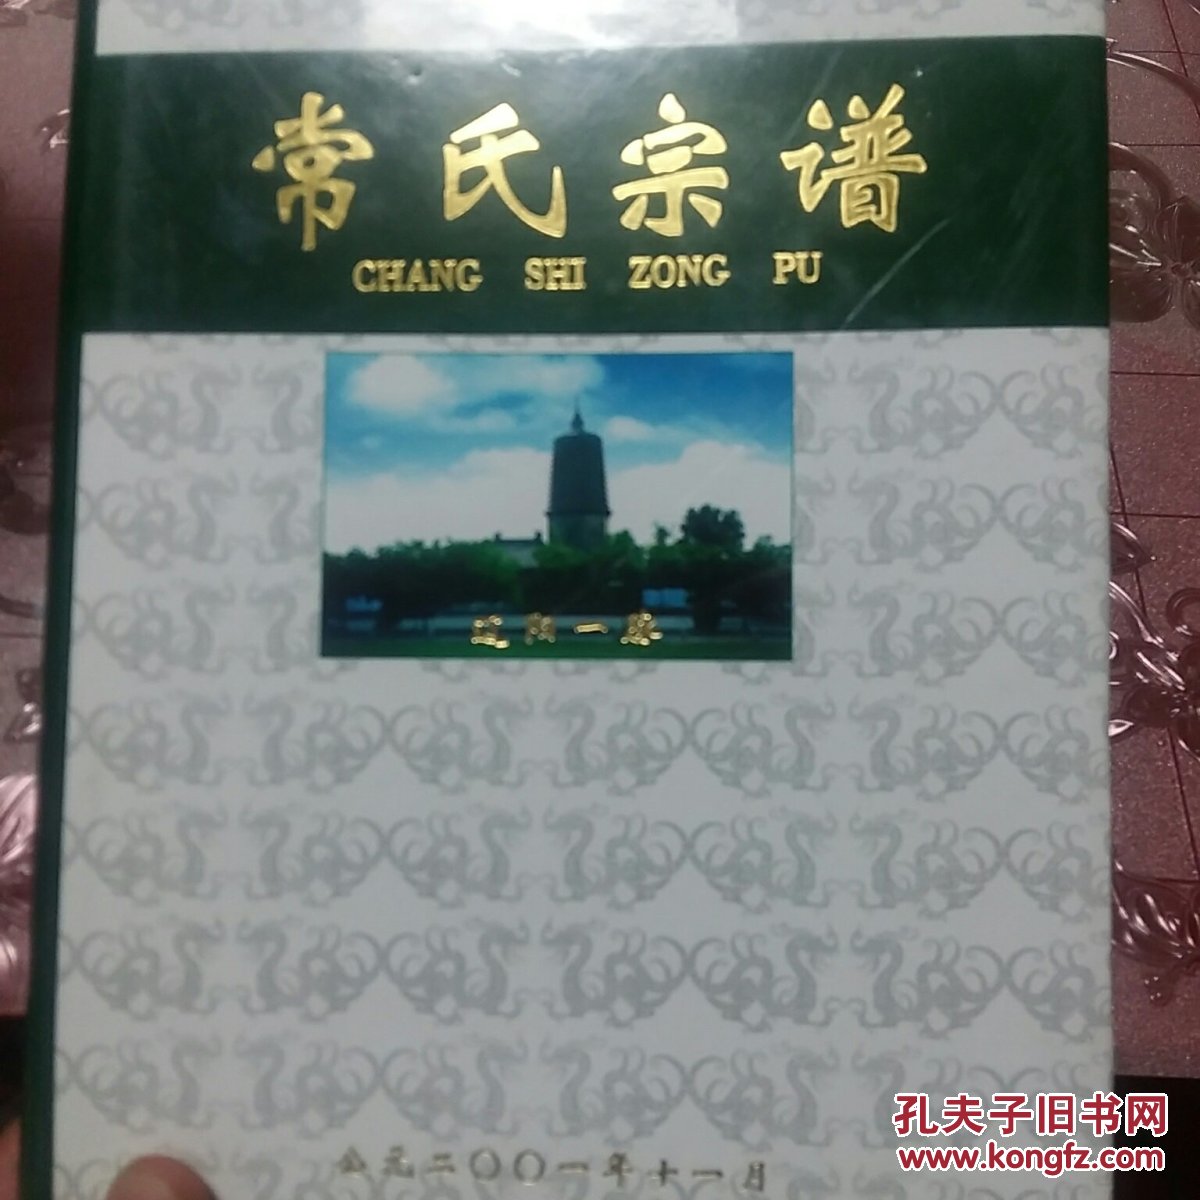 常氏宗谱
CHANG SHI ZONG PU
辽阳一脉
公元二〇〇一年十一月
孔夫子旧书网
www.kongfz.com